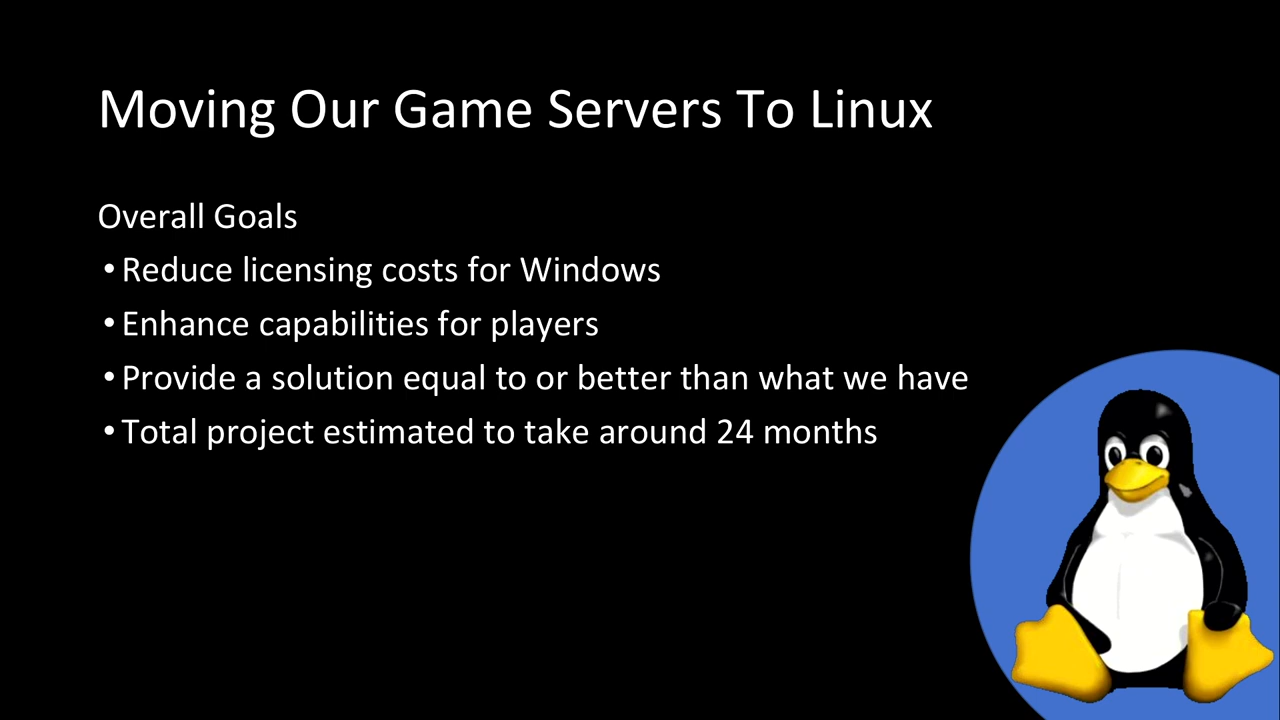 Moving Our Game Servers To Linux
Overall Goals
• Reduce licensing costs for Windows
• Enhance capabilities for players
• Provide a solution equal to or better than what we have
• Total project estimated to take around 24 months